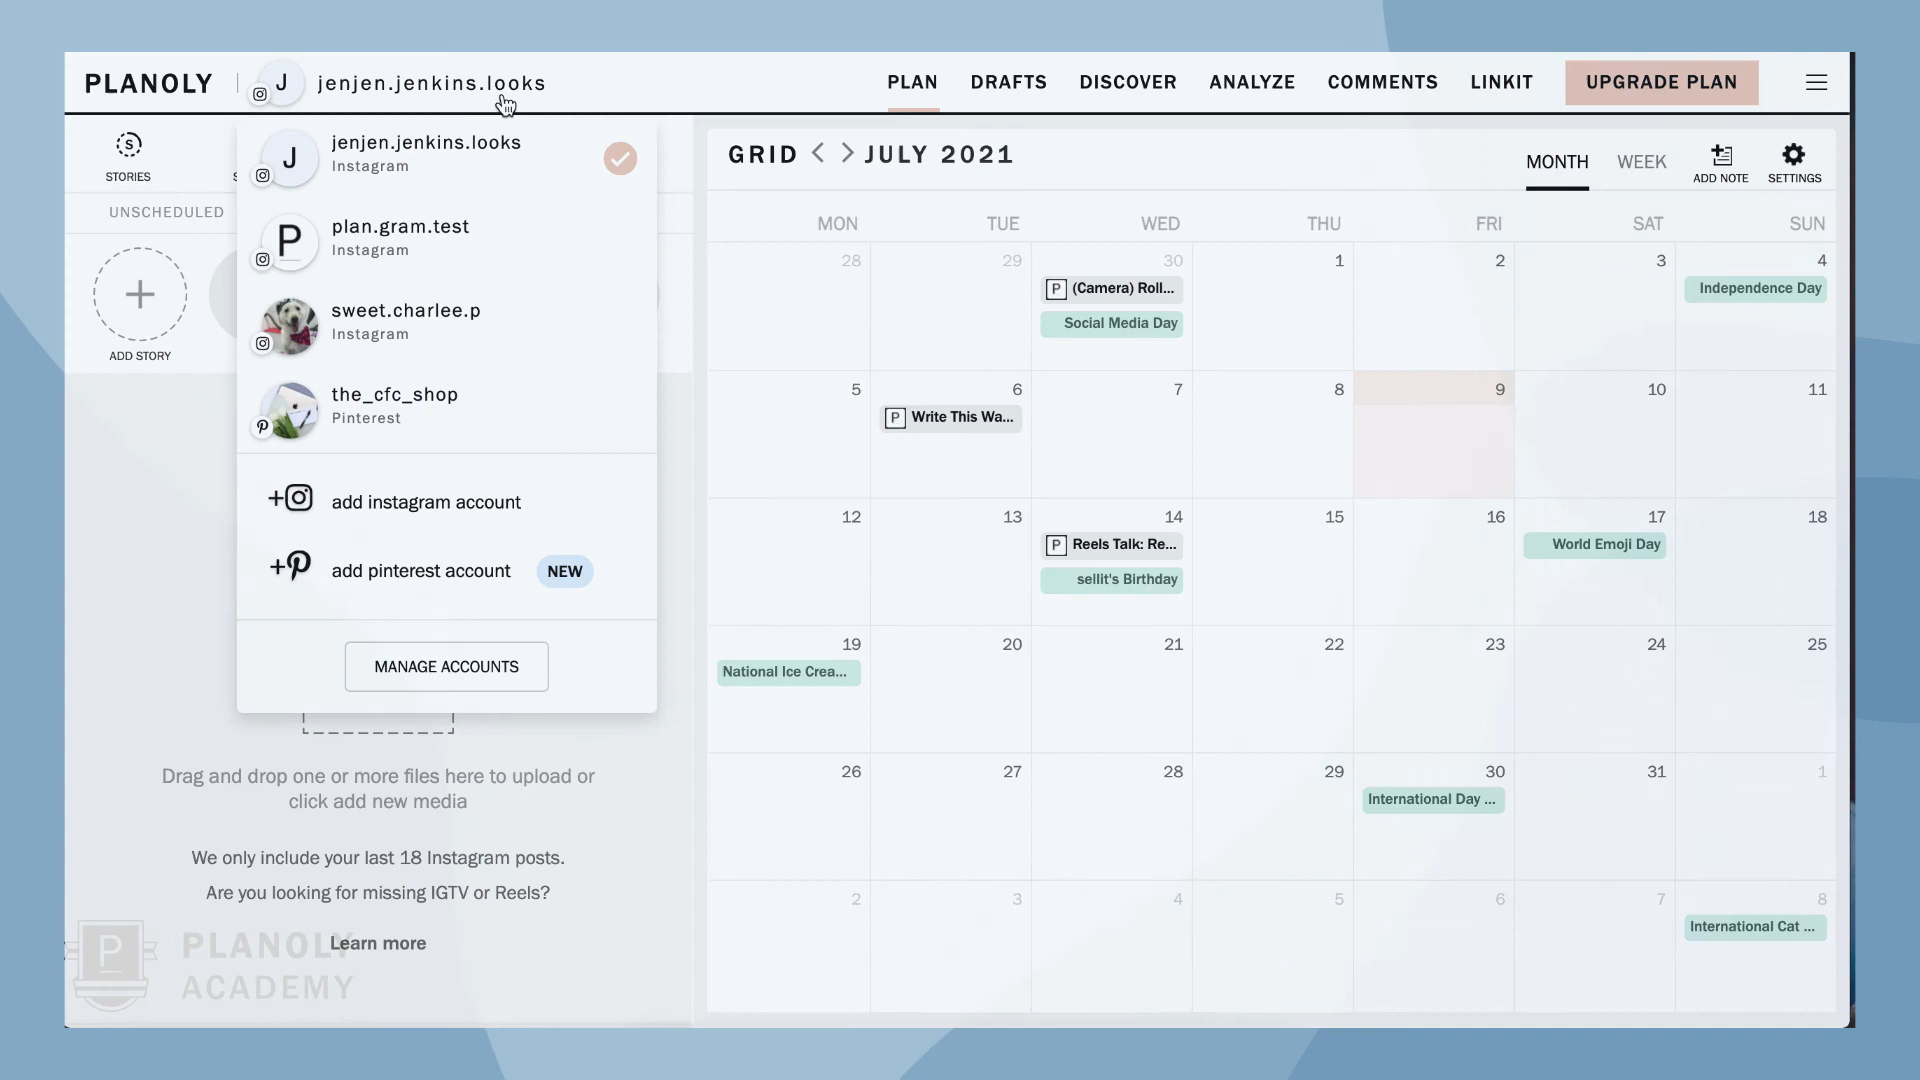 PLANOLY
J
jenjen.jenkins.looks
PLAN
DRAFTS
DISCOVER
ANALYZE
COMMENTS
LINKIT
UPGRADE PLAN
S
STORIES
UNSCHEDULED
ADD STORY
J
jenjen.jenkins.looks
Instagram
P
plan.gram.test
Instagram
sweet.charlee.p
Instagram
the_cfc_shop
Pinterest
add instagram account
add pinterest account
NEW
MANAGE ACCOUNTS
Drag and drop one or more files here to upload or
click add new media
We only include your last 18 Instagram posts.
Are you looking for missing IGTV or Reels?
Learn more
P
PLANOLY
ACADEMY
GRID
JULY 2021
MONTH
WEEK
ADD NOTE
SETTINGS
MON TUE WED THU FRI SAT SUN
28 29 30 1 2 3 4
P (Camera) Roll...
Social Media Day
Independence Day
5 6 7 8 9 10 11
P Write This Wa...
12 13 14 15 16 17 18
P Reels Talk: Re...
sellit's Birthday
World Emoji Day
19 20 21 22 23 24 25
National Ice Crea...
26 27 28 29 30 31 1
International Day ...
2 3 4 5 6 7 8
International Cat ...